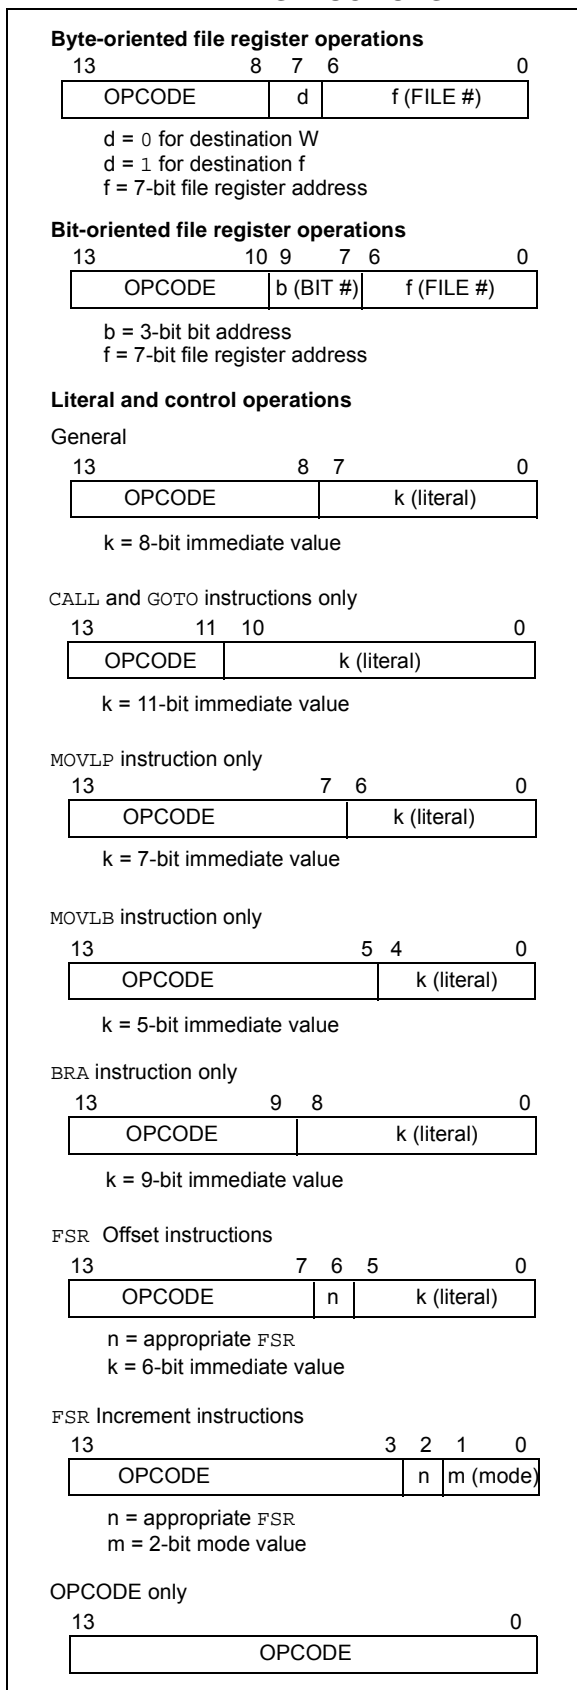 Byte-oriented file register operations
13 8 7 6 0
OPCODE d f (FILE #)
d = 0 for destination W
d = 1 for destination f
f = 7-bit file register address
Bit-oriented file register operations
13 10 9 7 6 0
OPCODE b (BIT #) f (FILE #)
b = 3-bit bit address
f = 7-bit file register address
Literal and control operations
General
13 8 7 0
OPCODE k (literal)
k = 8-bit immediate value
CALL and GOTO instructions only
13 11 10 0
OPCODE k (literal)
k = 11-bit immediate value
MOVLP instruction only
13 7 6 0
OPCODE k (literal)
k = 7-bit immediate value
MOVLB instruction only
13 5 4 0
OPCODE k (literal)
k = 5-bit immediate value
BRA instruction only
13 9 8 0
OPCODE k (literal)
k = 9-bit immediate value
FSR Offset instructions
13 7 6 5 0
OPCODE n k (literal)
n = appropriate FSR
k = 6-bit immediate value
FSR Increment instructions
13 3 2 1 0
OPCODE n m (mode)
n = appropriate FSR
m = 2-bit mode value
OPCODE only
13 0
OPCODE